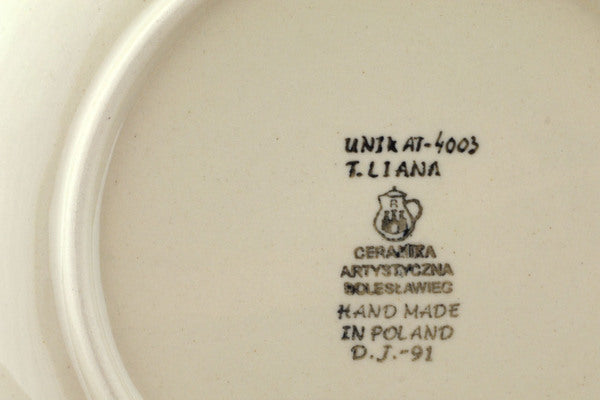 UNIKAT-4003
T. LIANA
CERAMIKA
ARTYSTYCZNA
BOLESŁAWIEC
HAND MADE
IN POLAND
D.J.-91